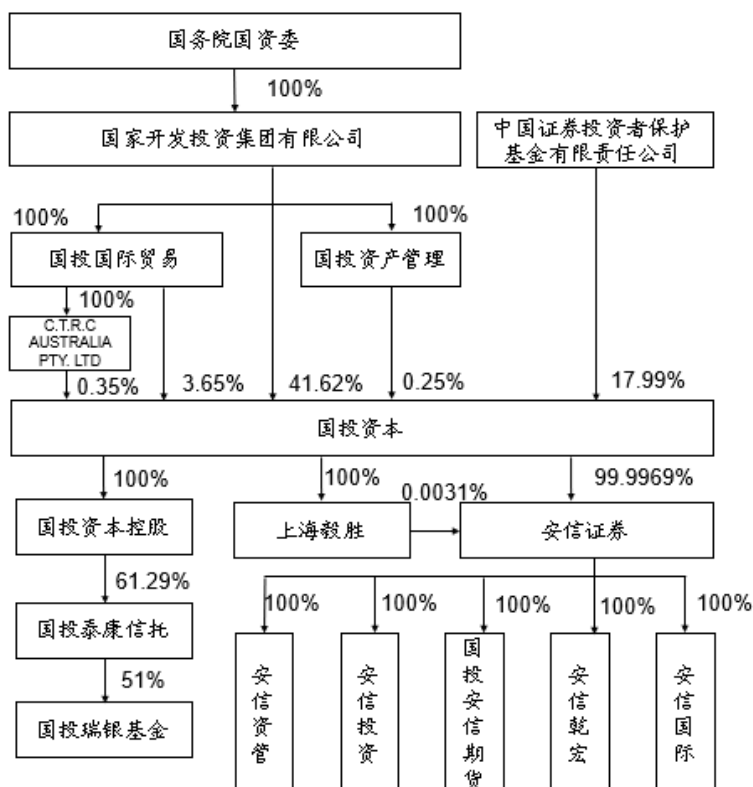 国务院国资委
100%
国家开发投资集团有限公司
中国证券投资者保护
基金有限责任公司
100%
100%
国投国际贸易
国投资产管理
100%
C.T.R.C
AUSTRALIA
PTY. LTD
0.35%
3.65%
41.62%
0.25%
17.99%
国投资本
100%
100%
0.0031%
99.9969%
国投资本控股
上海毅胜
安信证券
61.29%
100%
100%
100%
100%
100%
国投泰康信托
51%
国投瑞银基金
安信资管
安信投资
国投安信期货
安信乾宏
安信国际